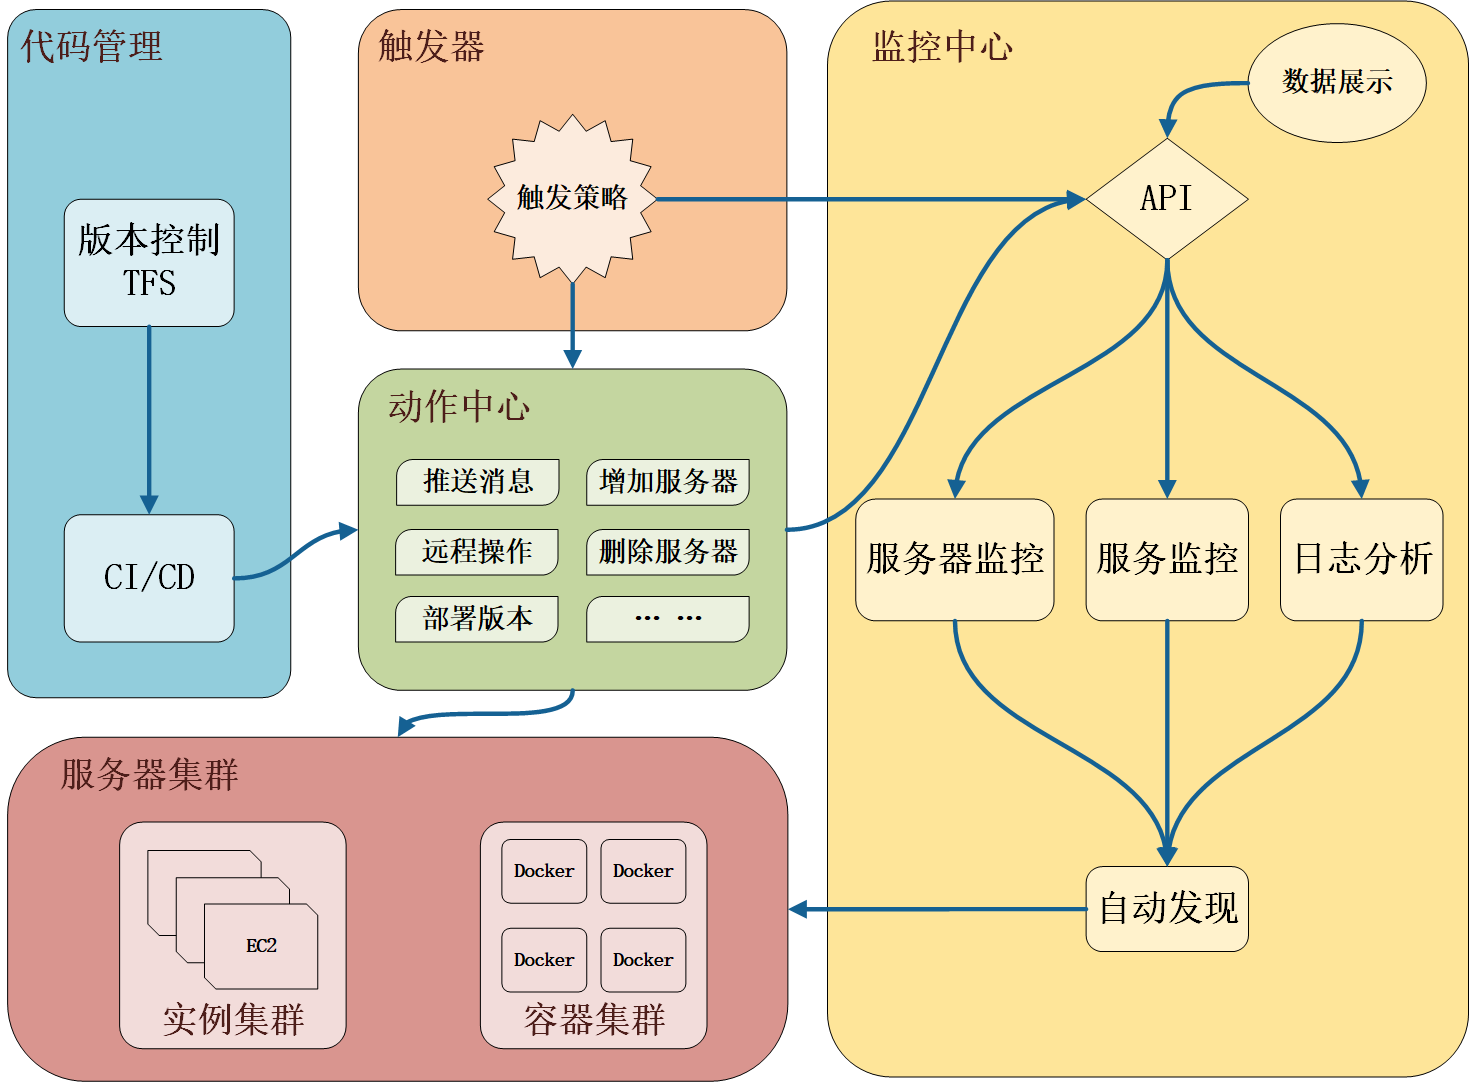 代码管理
版本控制
TFS
CI/CD
触发器
触发策略
动作中心
推送消息
增加服务器
远程操作
删除服务器
部署版本
… …
监控中心
数据展示
API
服务器监控
服务监控
日志分析
自动发现
服务器集群
EC2
实例集群
Docker
Docker
Docker
Docker
容器集群